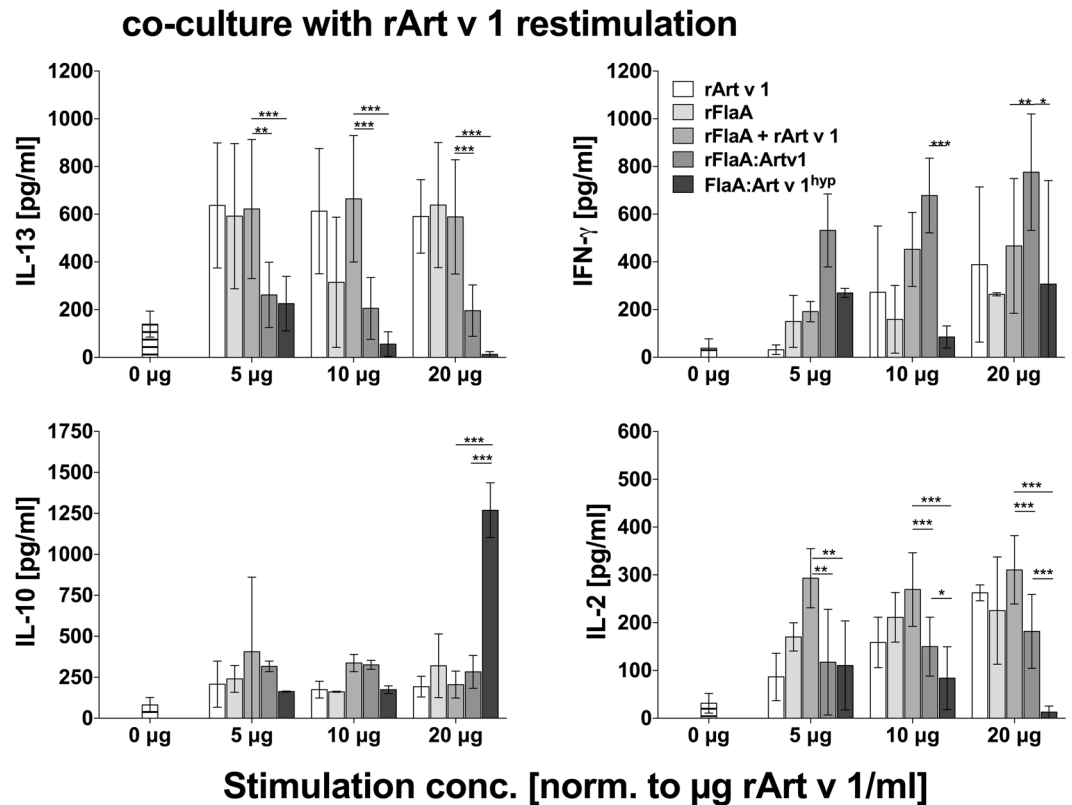 co-culture with rArt v 1 restimulation
IL-13 [pg/ml]
1200
1000
800
600
400
200
0
***
**
***
***
***
***
0 µg
5 µg
10 µg
20 µg
IFN-γ [pg/ml]
1200
1000
800
600
400
200
0
rArt v 1
rFlaA
rFlaA + rArt v 1
rFlaA:Artv1
FlaA:Art v 1hyp
***
** *
0 µg
5 µg
10 µg
20 µg
IL-10 [pg/ml]
1750
1500
1250
1000
750
500
250
0
***
***
0 µg
5 µg
10 µg
20 µg
IL-2 [pg/ml]
600
500
400
300
200
100
0
**
**
***
***
*
***
***
***
0 µg
5 µg
10 µg
20 µg
Stimulation conc. [norm. to µg rArt v 1/ml]